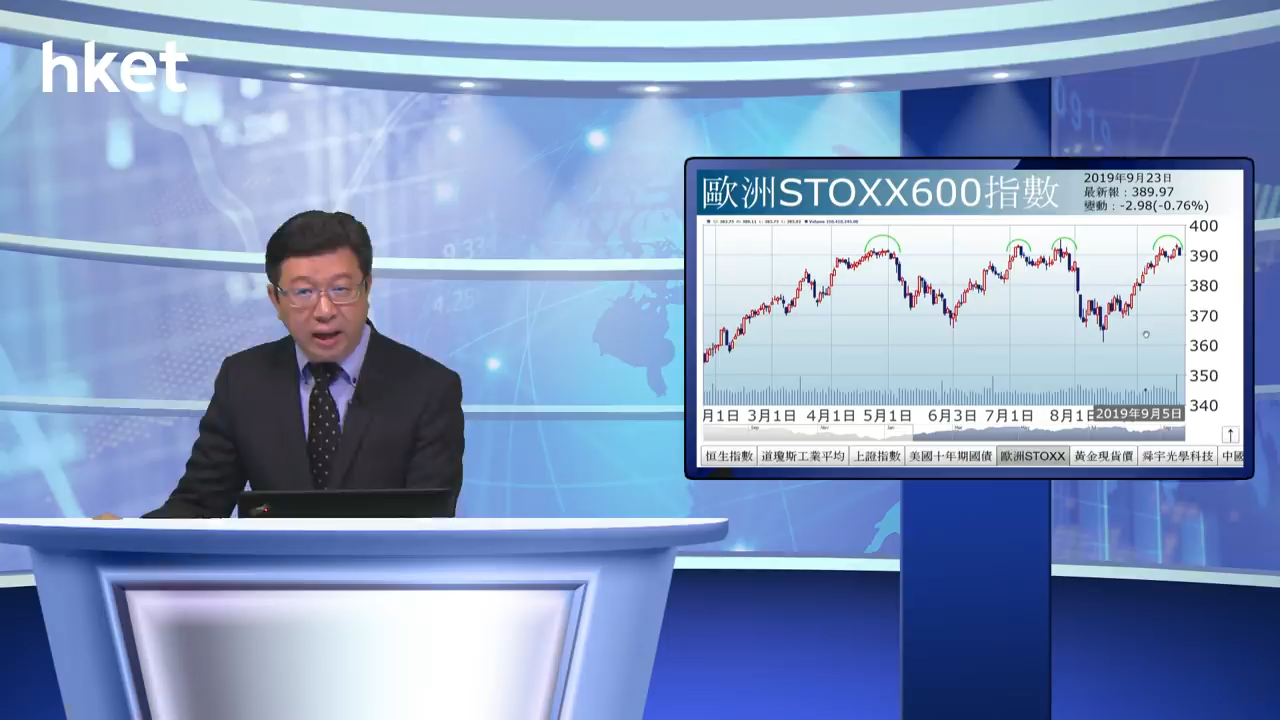 hket
歐洲STOXX600指數
2019年9月23日
最新報：389.97
變動：-2.98(-0.76%)
400
390
380
370
360
350
340
月1日 3月1日 4月1日 5月1日 6月3日 7月1日 8月1日 2019年9月5日
恒生指數 道瓊斯工業平均 上證指數 美國十年期國債 歐洲STOXX 黃金現貨價 舜宇光學科技 中國
9.33
4.25